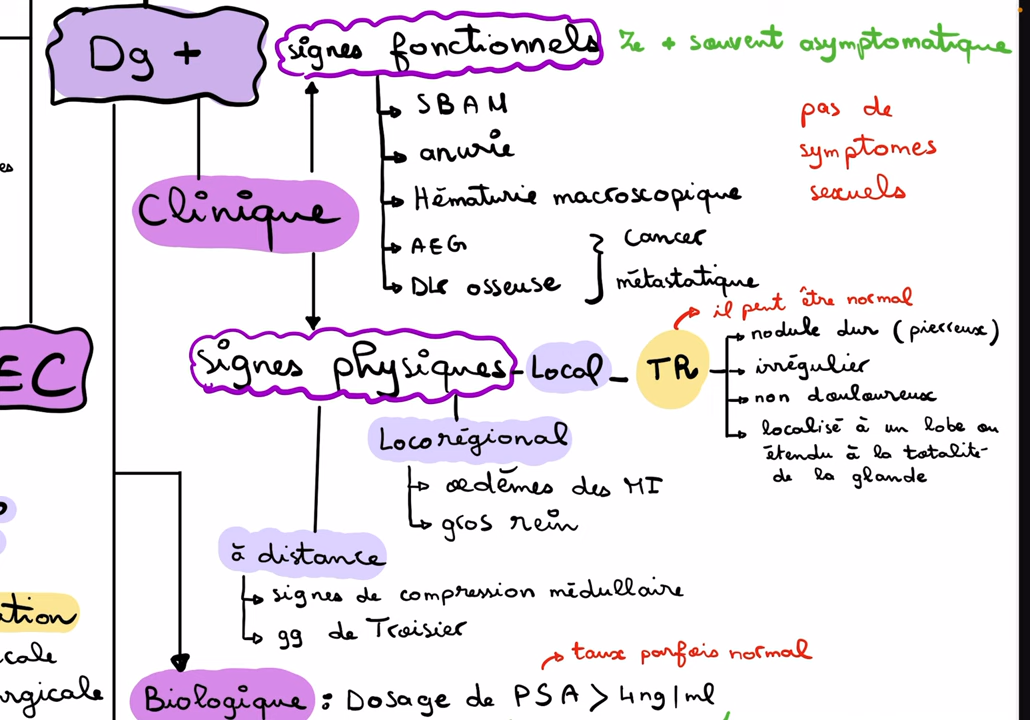 Dg +
signes fonctionnels
Ze + souvent asymptomatique
pas de
symptomes
sexuels
SBAM
anurie
Hématurie macroscopique
AEG
DLR osseuse
Cancer
métastatique
Clinique
signes physiques
Local
TR
il peut être normal
nodule dur (pierreux)
irrégulier
non douloureux
localisé à un lobe ou
étendu à la totalité
de la glande
Locorégional
œdèmes des MI
gros rein
à distance
signes de compression médullaire
gg de Troisier
taux parfois normal
Biologique : Dosage de PSA > 4ng/ml
EC